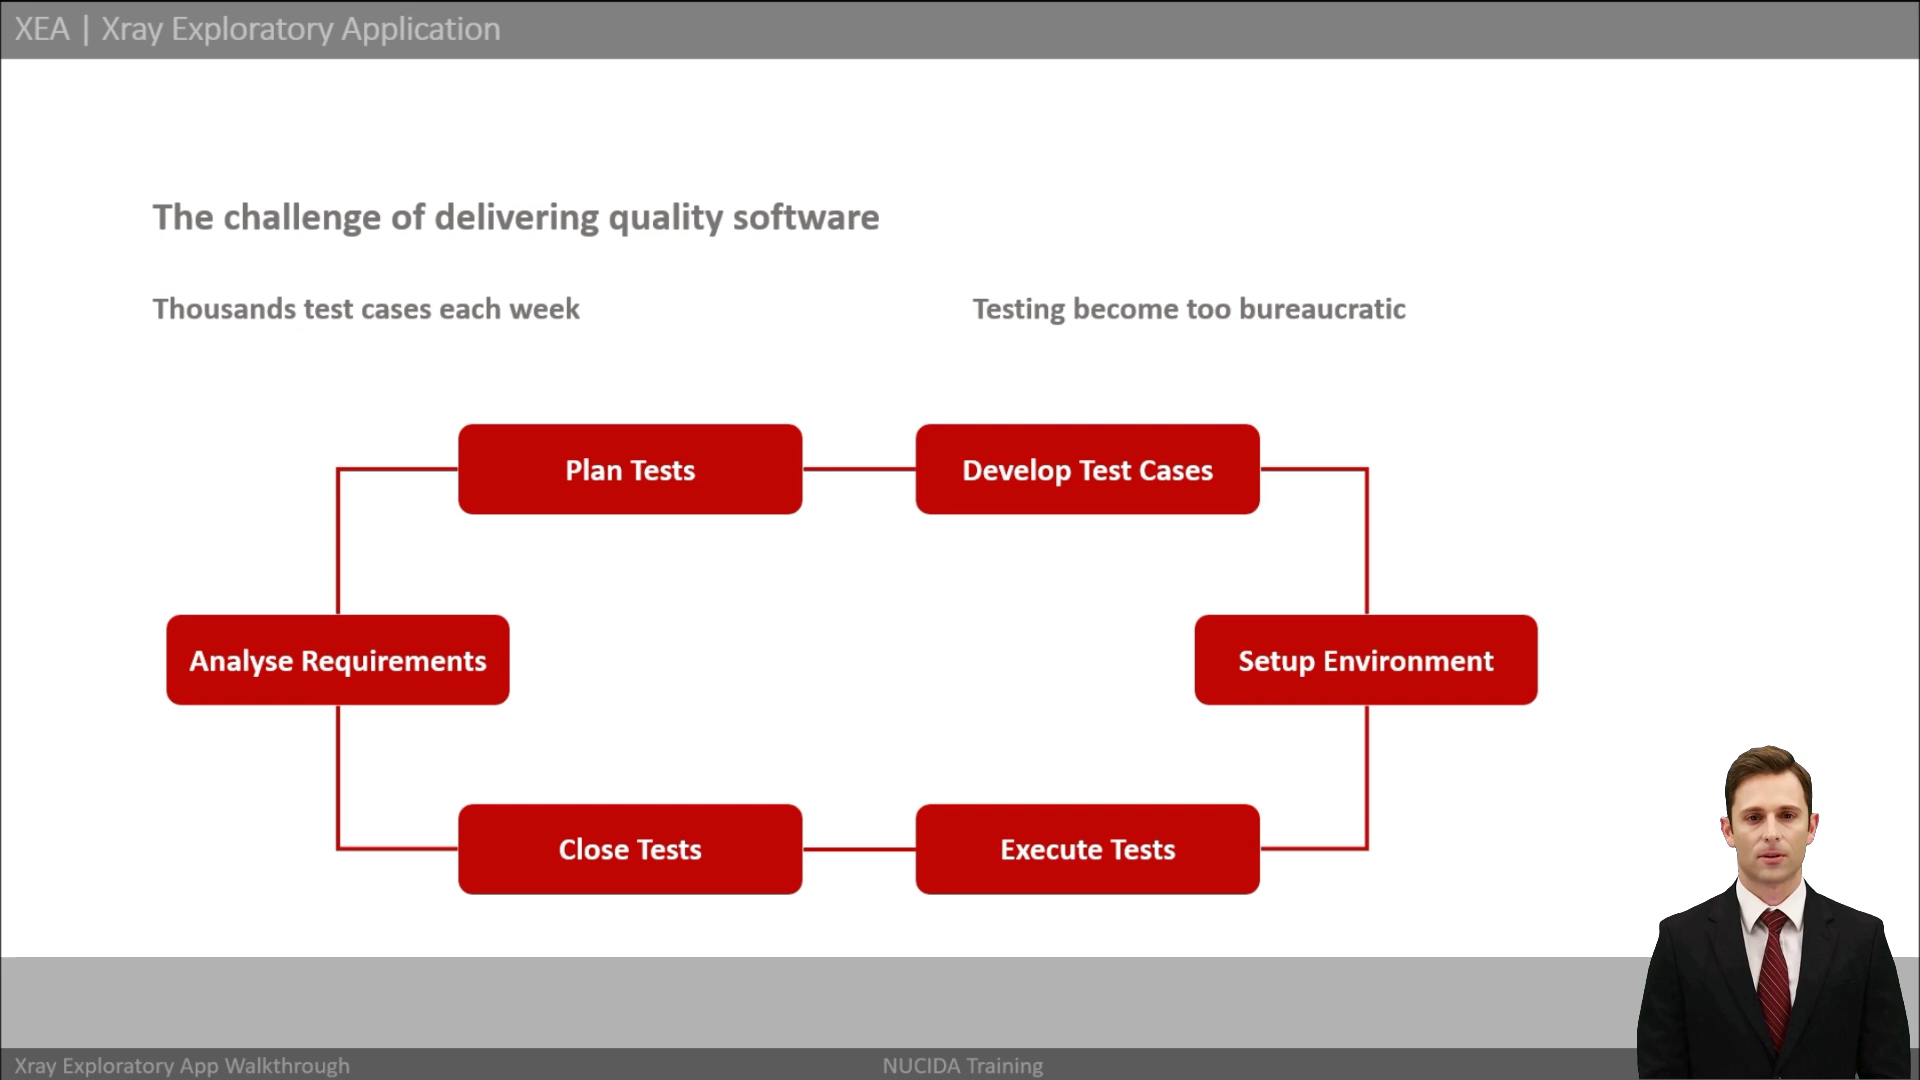 XEA | Xray Exploratory Application
The challenge of delivering quality software
Thousands test cases each week
Testing become too bureaucratic
Plan Tests
Develop Test Cases
Analyse Requirements
Setup Environment
Close Tests
Execute Tests
Xray Exploratory App Walkthrough
NUCIDA Training